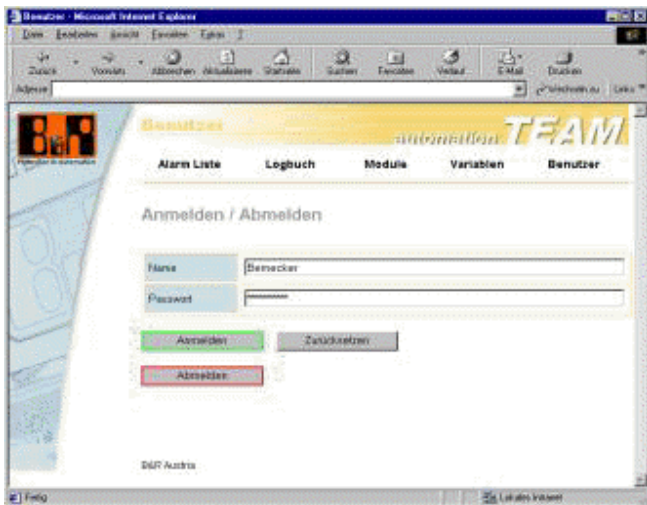 Benutzer - Microsoft Internet Explorer
Datei Bearbeiten Ansicht Favoriten Extras ?
Zurück Vorwärts Abbrechen Aktualisieren Startseite Suchen Favoriten Verlauf E-Mail Drucken
Adresse Wechseln zu Links
B&R
Benutzer
automation TEAM
Alarm Liste Logbuch Module Variablen Benutzer
Anmelden / Abmelden
Name Bernecker
Passwort
Anmelden Zurücksetzen
Abmelden
B&R Austria
Fertig Lokales Intranet